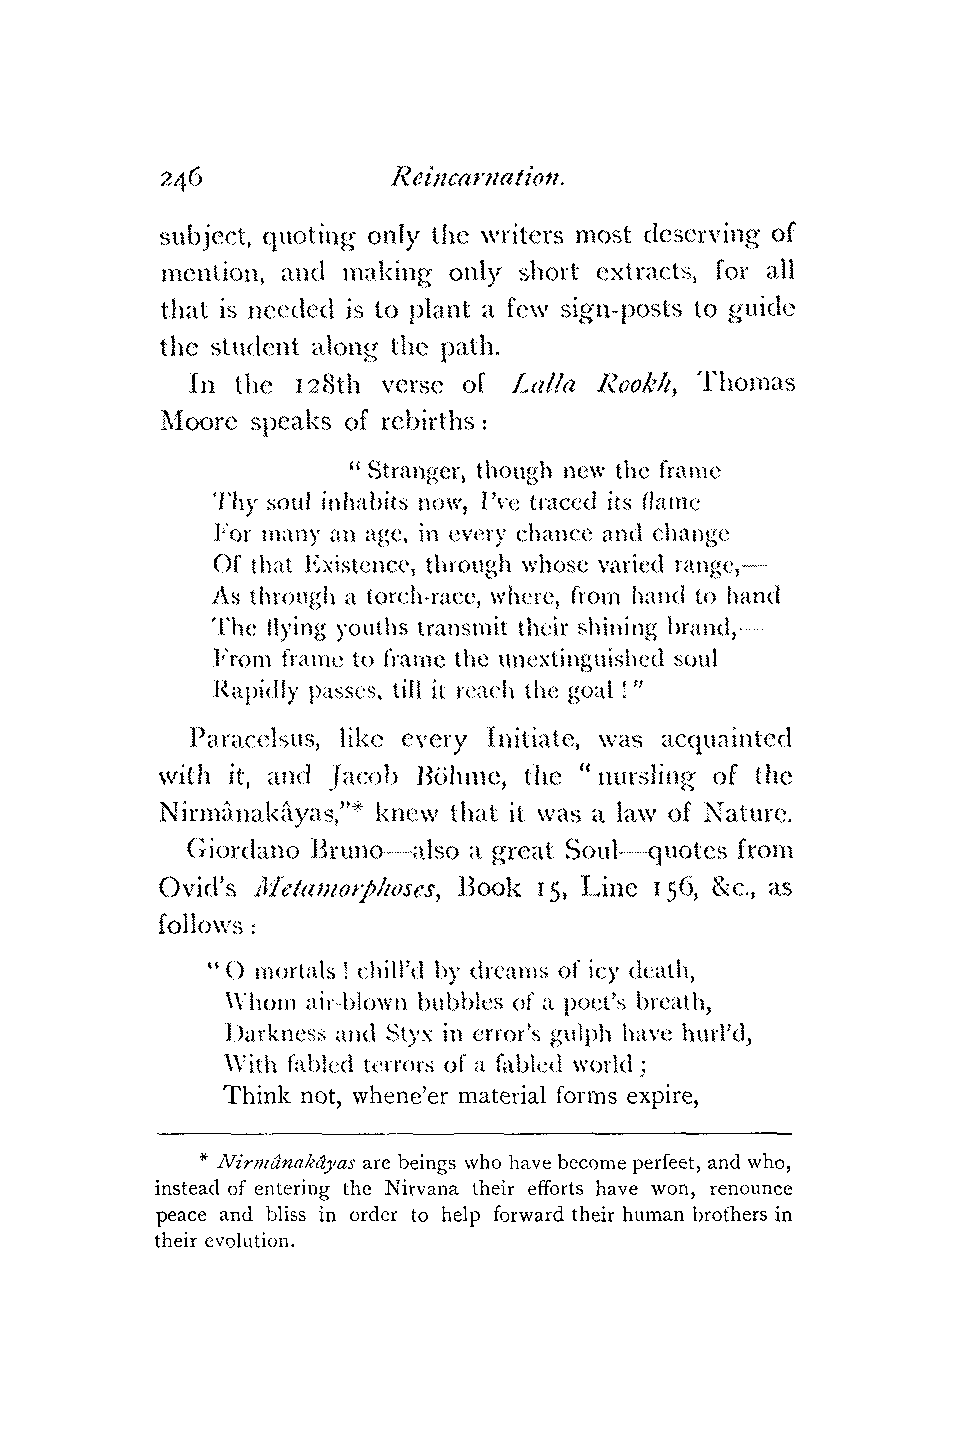 246 Reincarnation.
subject, quoting only the writers most deserving of
mention, and making only short extracts, for all
that is needed is to plant a few sign-posts to guide
the student along the path.
In the 128th verse of Lalla Rookh, Thomas
Moore speaks of rebirths :
“ Stranger, though new the frame
Thy soul inhabits now, I’ve traced its flame
For many an age, in every chance and change
Of that Existence, through whose varied range,—
As through a torch-race, where, from hand to hand
The flying youths transmit their shining brand,—
From frame to frame the unextinguished soul
Rapidly passes, till it reach the goal ! ”
Paracelsus, like every Initiate, was acquainted
with it, and Jacob Böhme, the “ nursling of the
Nirmânakâyas,”* knew that it was a law of Nature.
Giordano Bruno—also a great Soul—quotes from
Ovid’s Metamorphoses, Book 15, Line 156, &c., as
follows :
“ O mortals ! chill’d by dreams of icy death,
Whom air-blown bubbles of a poet’s breath,
Darkness and Styx in error’s gulph have hurl’d,
With fabled terrors of a fabled world ;
Think not, whene’er material forms expire,
* Nirmânakâyas are beings who have become perfeet, and who,
instead of entering the Nirvana their efforts have won, renounce
peace and bliss in order to help forward their human brothers in
their evolution.